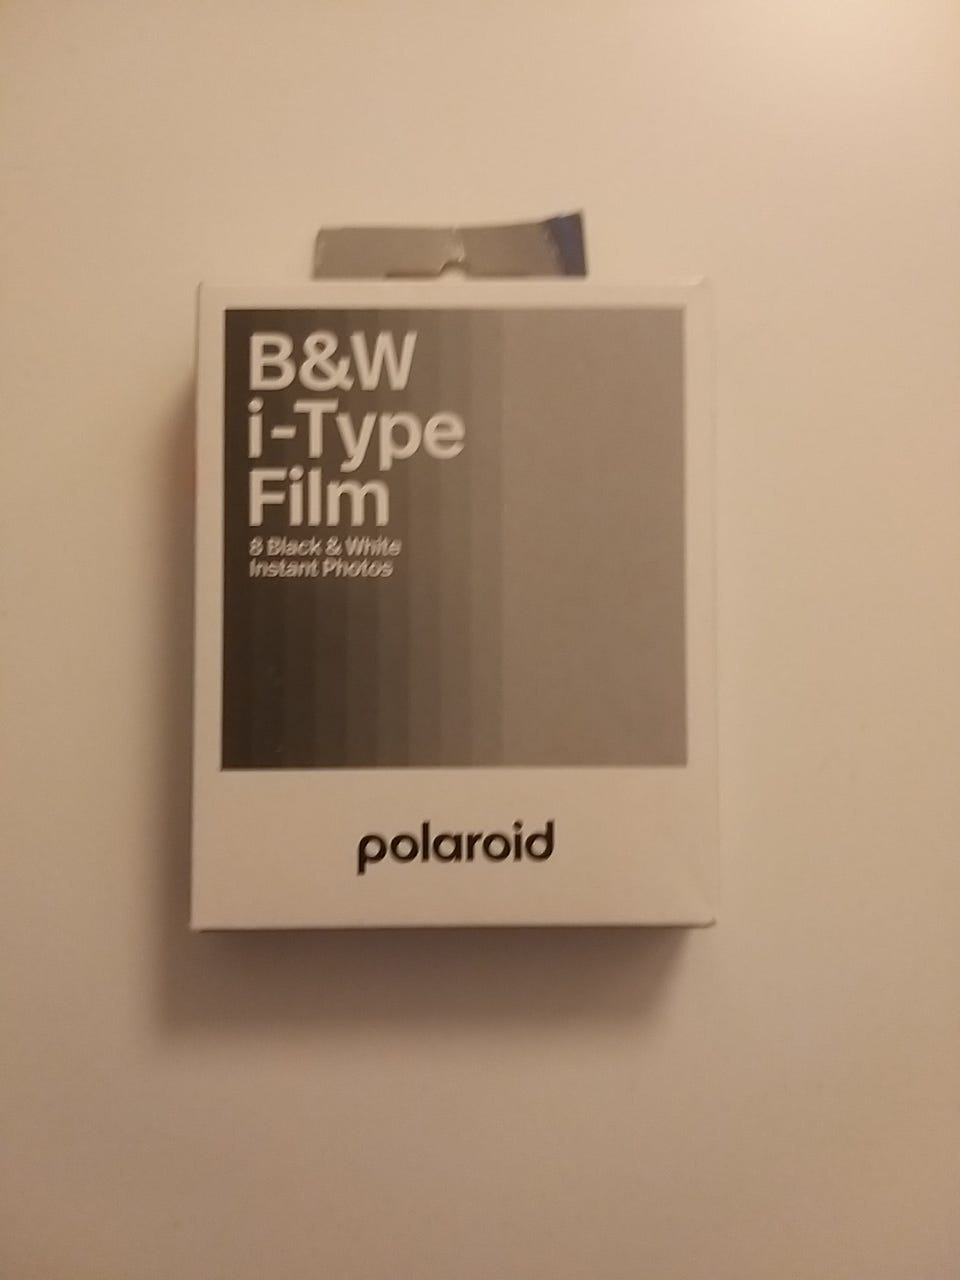 B&W
i-Type
Film
8 Black & White
Instant Photos
polaroid